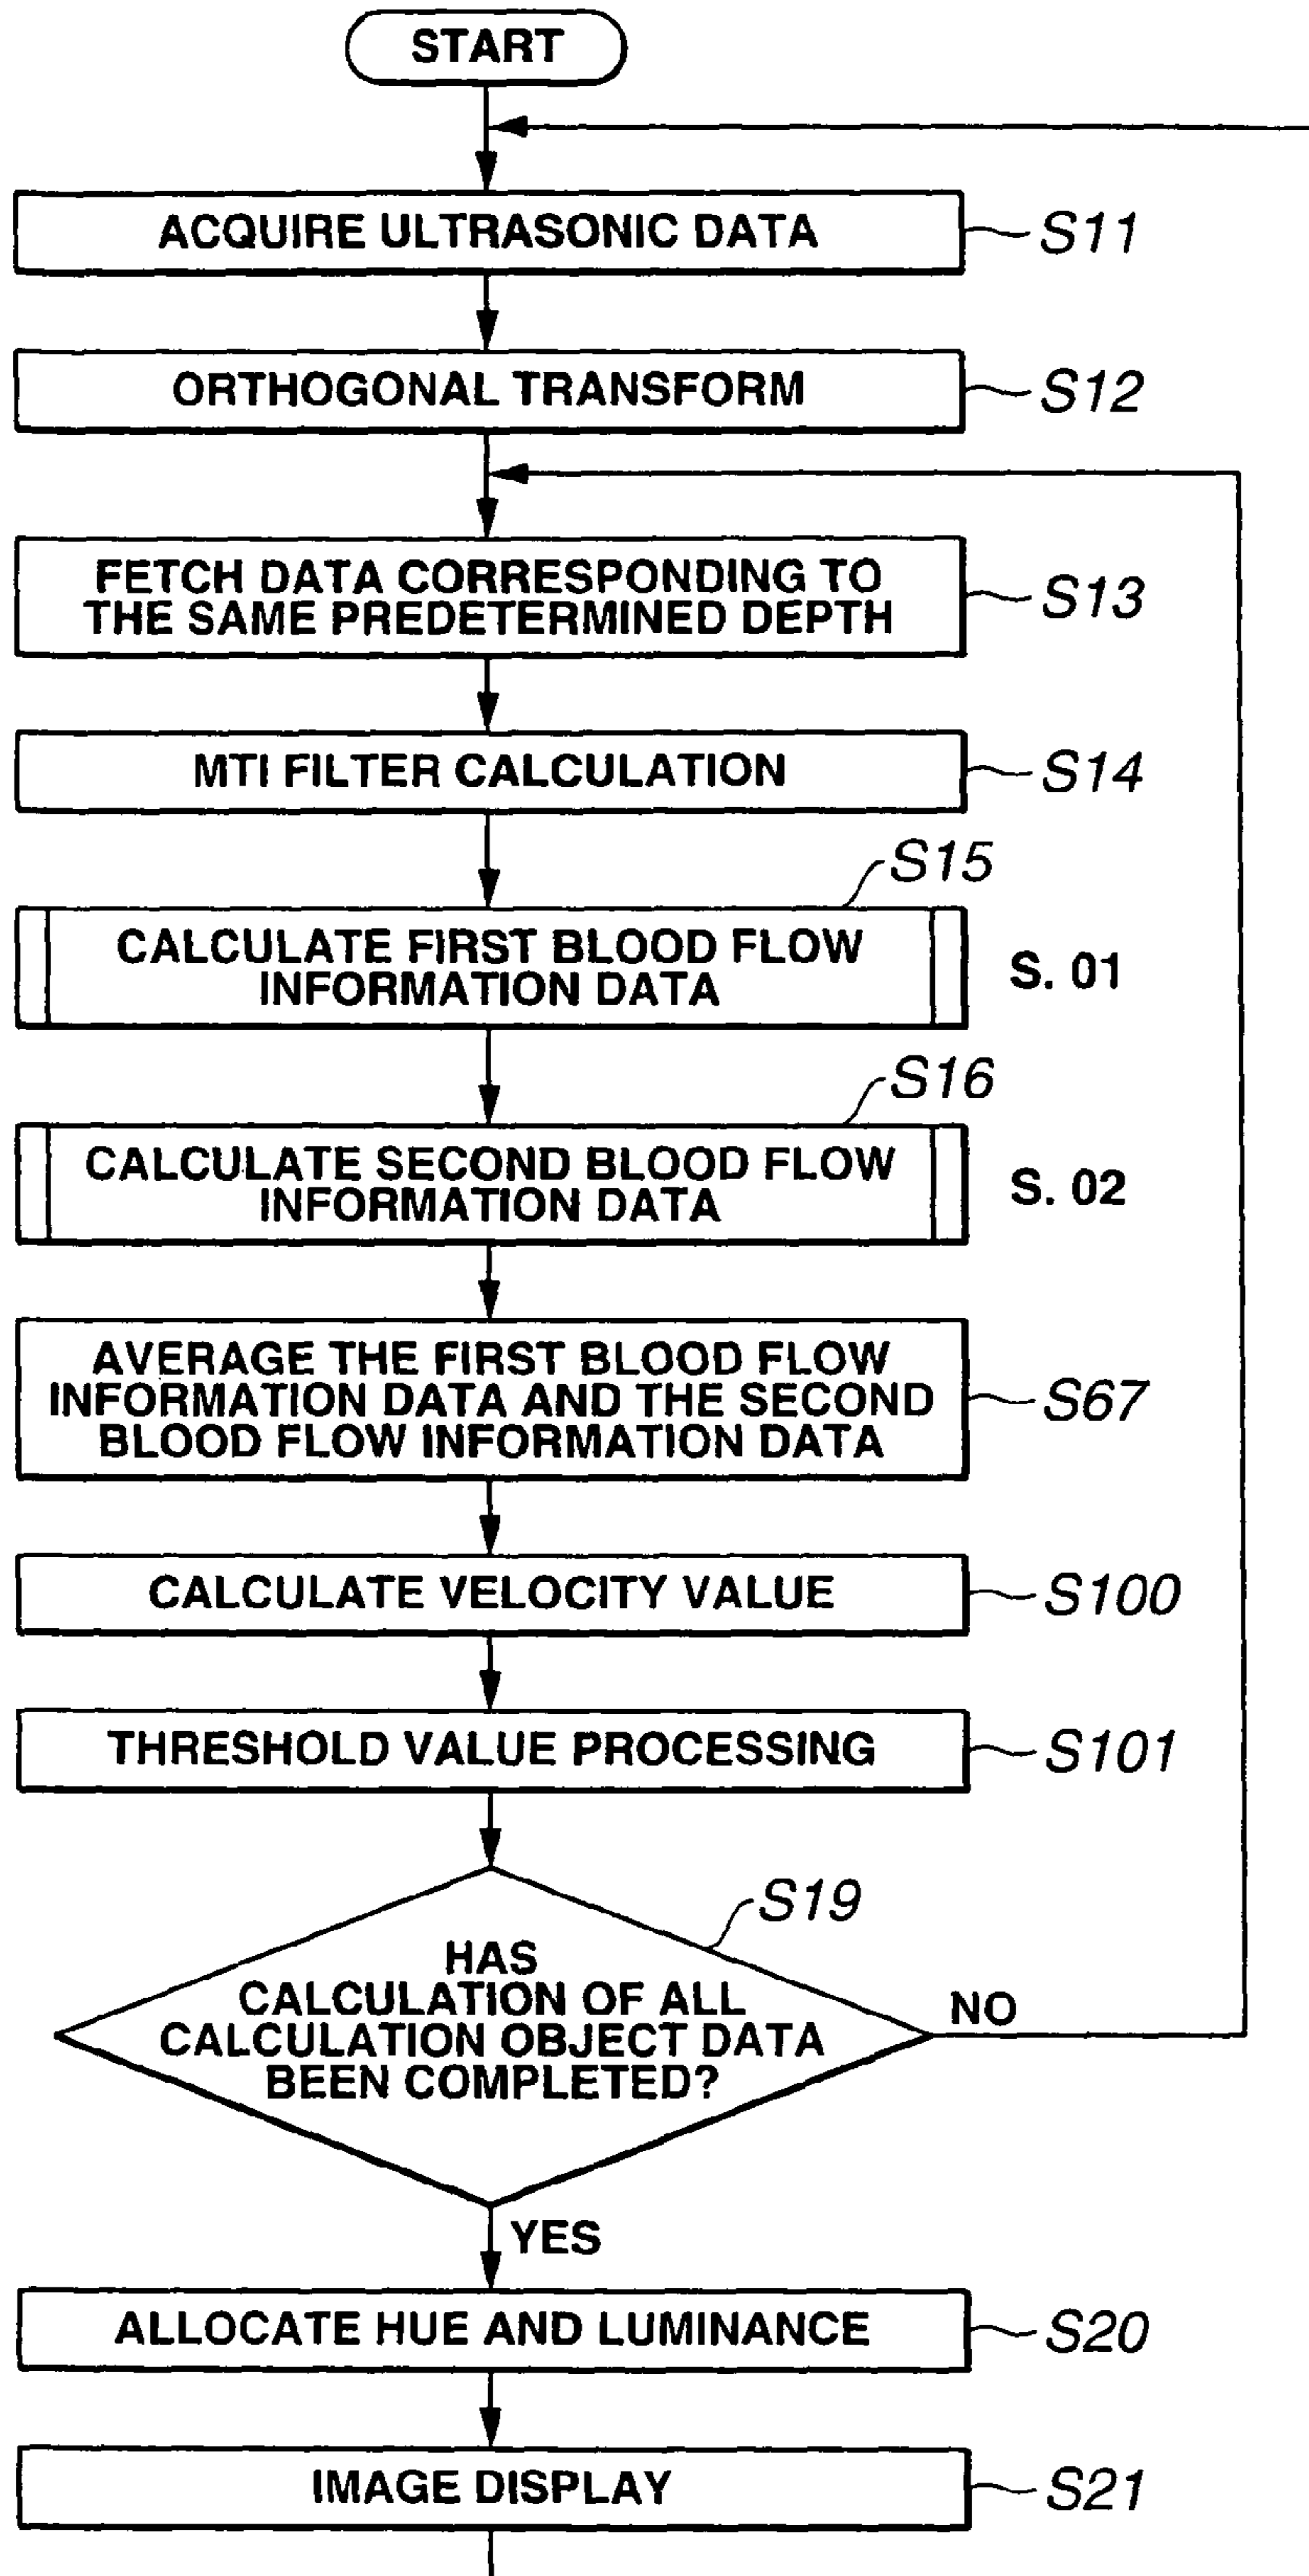 START
ACQUIRE ULTRASONIC DATA
S11
ORTHOGONAL TRANSFORM
S12
FETCH DATA CORRESPONDING TO
THE SAME PREDETERMINED DEPTH
S13
MTI FILTER CALCULATION
S14
S15
CALCULATE FIRST BLOOD FLOW
INFORMATION DATA
S. 01
S16
CALCULATE SECOND BLOOD FLOW
INFORMATION DATA
S. 02
AVERAGE THE FIRST BLOOD FLOW
INFORMATION DATA AND THE SECOND
BLOOD FLOW INFORMATION DATA
S67
CALCULATE VELOCITY VALUE
S100
THRESHOLD VALUE PROCESSING
S101
S19
HAS
CALCULATION OF ALL
CALCULATION OBJECT DATA
BEEN COMPLETED?
NO
YES
ALLOCATE HUE AND LUMINANCE
S20
IMAGE DISPLAY
S21